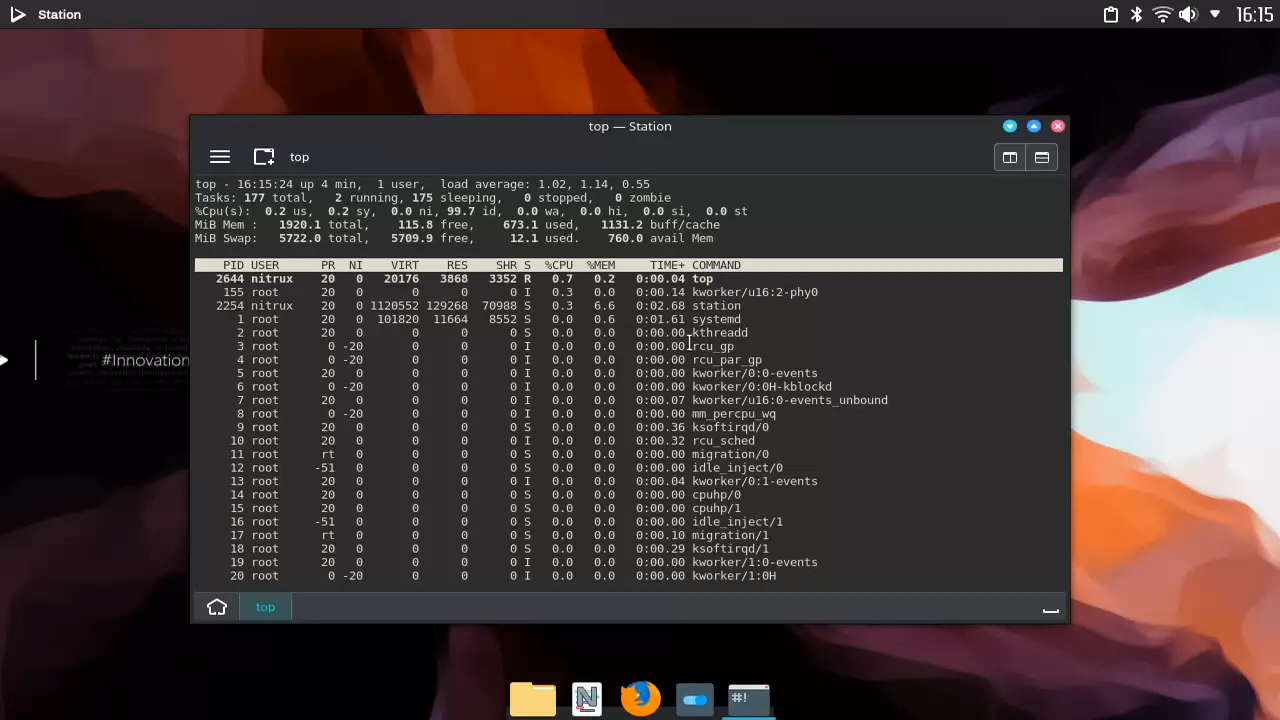 Station
16:15
top — Station
top
top - 16:15:24 up 4 min,  1 user,  load average: 1.02, 1.14, 0.55
Tasks: 177 total,   2 running, 175 sleeping,   0 stopped,   0 zombie
%Cpu(s):  0.2 us,  0.2 sy,  0.0 ni, 99.7 id,  0.0 wa,  0.0 hi,  0.0 si,  0.0 st
MiB Mem :   1920.1 total,    115.8 free,    673.1 used,   1131.2 buff/cache
MiB Swap:   5722.0 total,   5709.9 free,     12.1 used.    760.0 avail Mem
PID USER      PR  NI    VIRT    RES    SHR S  %CPU  %MEM     TIME+ COMMAND
2644 nitrux    20   0   20176   3868   3352 R   0.7   0.2   0:00.04 top
155 root      20   0       0      0      0 I   0.3   0.0   0:00.14 kworker/u16:2-phy0
2254 nitrux    20   0 1120552 129268  70988 S   0.3   6.6   0:02.68 station
1 root      20   0  101820  11664   8552 S   0.0   0.6   0:01.61 systemd
2 root      20   0       0      0      0 S   0.0   0.0   0:00.00 kthreadd
3 root       0 -20       0      0      0 I   0.0   0.0   0:00.00 rcu_gp
4 root       0 -20       0      0      0 I   0.0   0.0   0:00.00 rcu_par_gp
5 root      20   0       0      0      0 I   0.0   0.0   0:00.00 kworker/0:0-events
6 root       0 -20       0      0      0 I   0.0   0.0   0:00.00 kworker/0:0H-kblockd
7 root      20   0       0      0      0 I   0.0   0.0   0:00.07 kworker/u16:0-events_unbound
8 root       0 -20       0      0      0 I   0.0   0.0   0:00.00 mm_percpu_wq
9 root      20   0       0      0      0 S   0.0   0.0   0:00.36 ksoftirqd/0
10 root      20   0       0      0      0 I   0.0   0.0   0:00.32 rcu_sched
11 root      rt   0       0      0      0 S   0.0   0.0   0:00.00 migration/0
12 root     -51   0       0      0      0 S   0.0   0.0   0:00.00 idle_inject/0
13 root      20   0       0      0      0 I   0.0   0.0   0:00.04 kworker/0:1-events
14 root      20   0       0      0      0 S   0.0   0.0   0:00.00 cpuhp/0
15 root      20   0       0      0      0 S   0.0   0.0   0:00.00 cpuhp/1
16 root     -51   0       0      0      0 S   0.0   0.0   0:00.00 idle_inject/1
17 root      rt   0       0      0      0 S   0.0   0.0   0:00.10 migration/1
18 root      20   0       0      0      0 S   0.0   0.0   0:00.29 ksoftirqd/1
19 root      20   0       0      0      0 I   0.0   0.0   0:00.00 kworker/1:0-events
20 root       0 -20       0      0      0 I   0.0   0.0   0:00.00 kworker/1:0H
#Innovation
top
#!